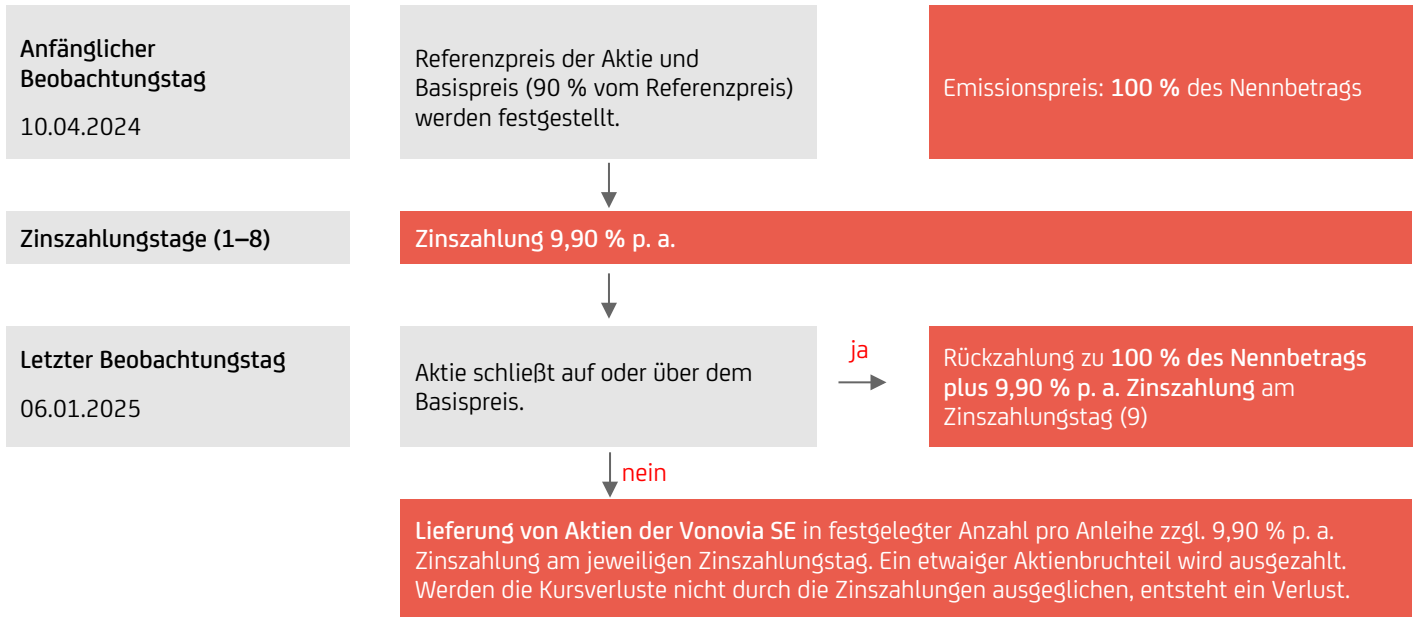 Anfänglicher
Beobachtungstag
10.04.2024
Referenzpreis der Aktie und
Basispreis (90 % vom Referenzpreis)
werden festgestellt.
Emissionspreis: 100 % des Nennbetrags
Zinszahlungstage (1–8)
Zinszahlung 9,90 % p. a.
Letzter Beobachtungstag
06.01.2025
Aktie schließt auf oder über dem
Basispreis.
ja
Rückzahlung zu 100 % des Nennbetrags
plus 9,90 % p. a. Zinszahlung am
Zinszahlungstag (9)
nein
Lieferung von Aktien der Vonovia SE in festgelegter Anzahl pro Anleihe zzgl. 9,90 % p. a.
Zinszahlung am jeweiligen Zinszahlungstag. Ein etwaiger Aktienbruchteil wird ausgezahlt.
Werden die Kursverluste nicht durch die Zinszahlungen ausgeglichen, entsteht ein Verlust.